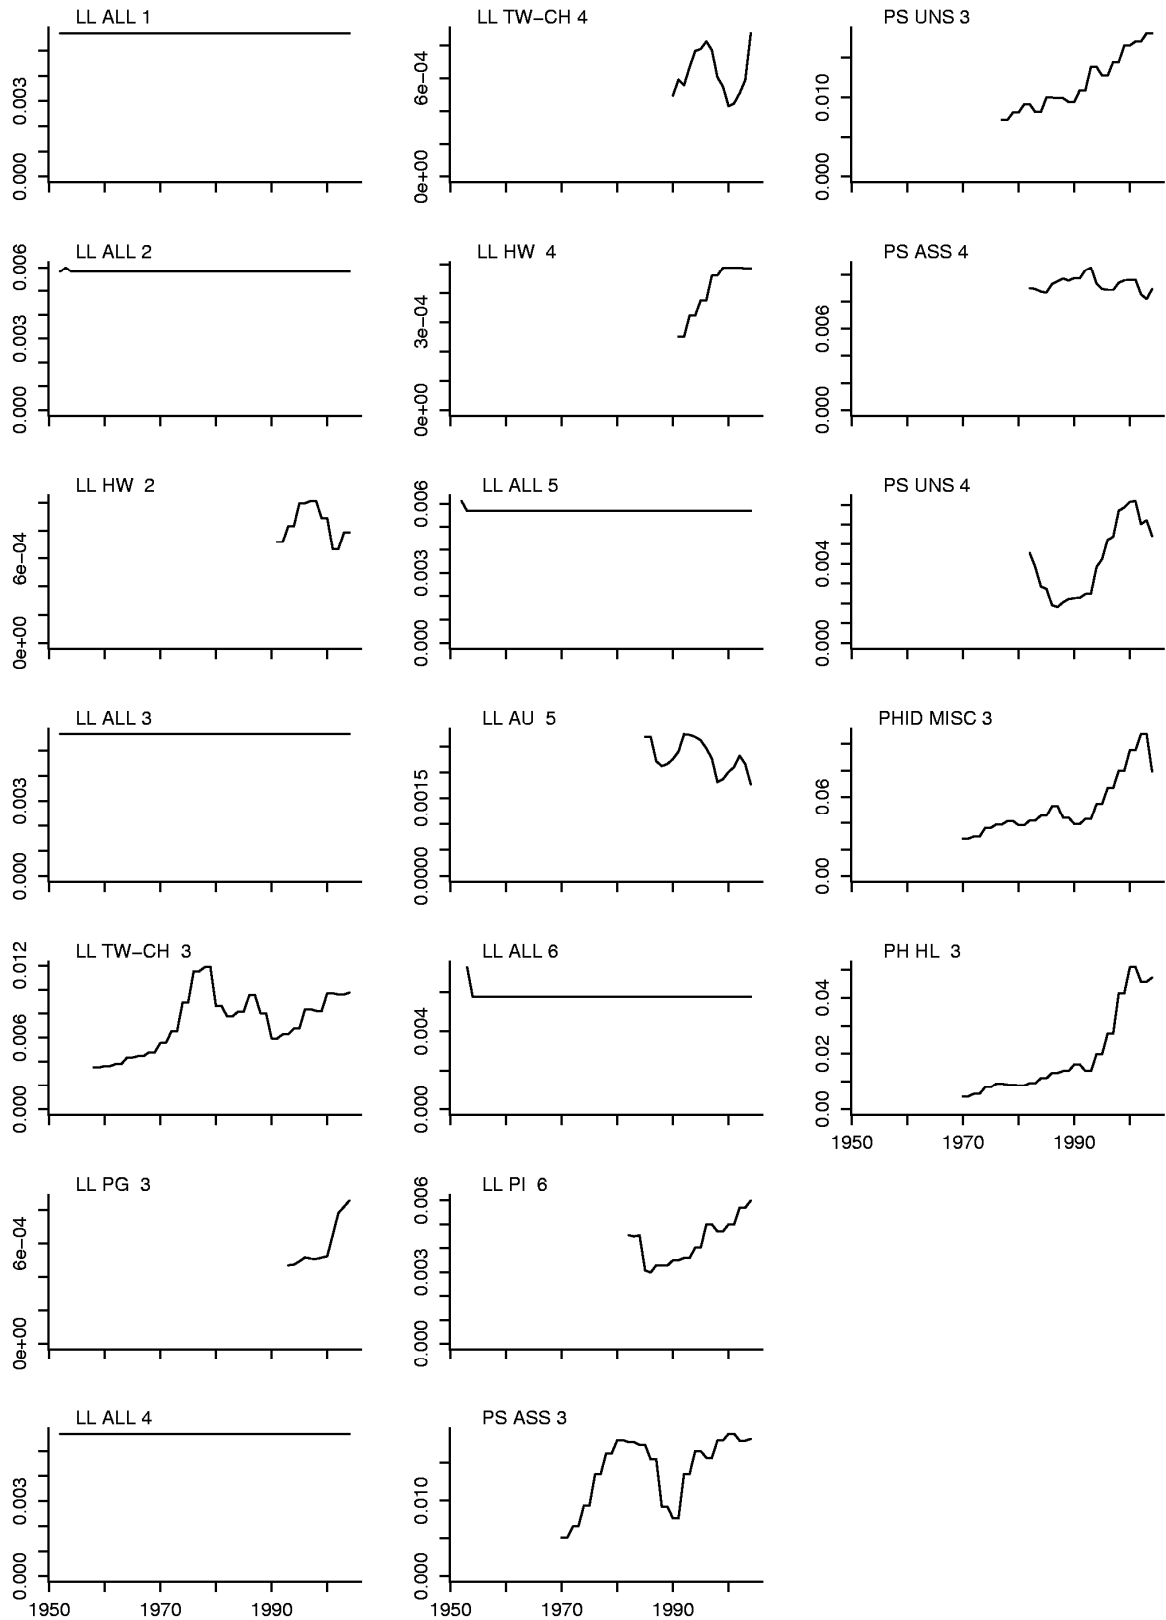 LL ALL 1
0.003
0.000
LL ALL 2
0.006
0.003
0.000
LL HW 2
6e−04
0e+00
LL ALL 3
0.003
0.000
LL TW−CH 3
0.012
0.006
0.000
LL PG 3
6e−04
0e+00
LL ALL 4
0.003
0.000
1950 1970 1990
LL TW−CH 4
6e−04
0e+00
LL HW 4
3e−04
0e+00
LL ALL 5
0.006
0.003
0.000
LL AU 5
0.0015
0.0000
LL ALL 6
0.004
0.000
LL PI 6
0.006
0.003
0.000
PS ASS 3
0.010
0.000
1950 1970 1990
PS UNS 3
0.010
0.000
PS ASS 4
0.006
0.000
PS UNS 4
0.004
0.000
PHID MISC 3
0.06
0.00
PH HL 3
0.04
0.02
0.00
1950 1970 1990